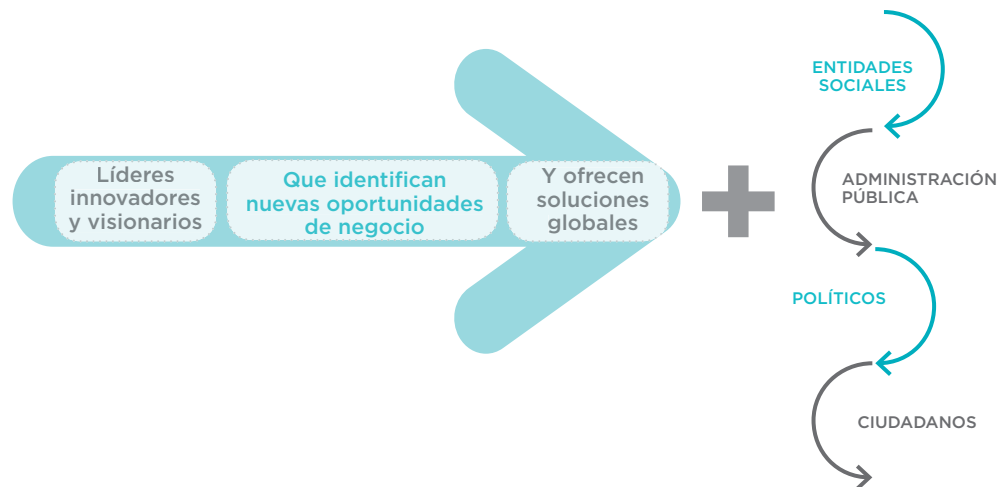 Líderes
innovadores
y visionarios
Que identifican
nuevas oportunidades
de negocio
Y ofrecen
soluciones
globales
ENTIDADES
SOCIALES
ADMINISTRACIÓN
PÚBLICA
POLÍTICOS
CIUDADANOS